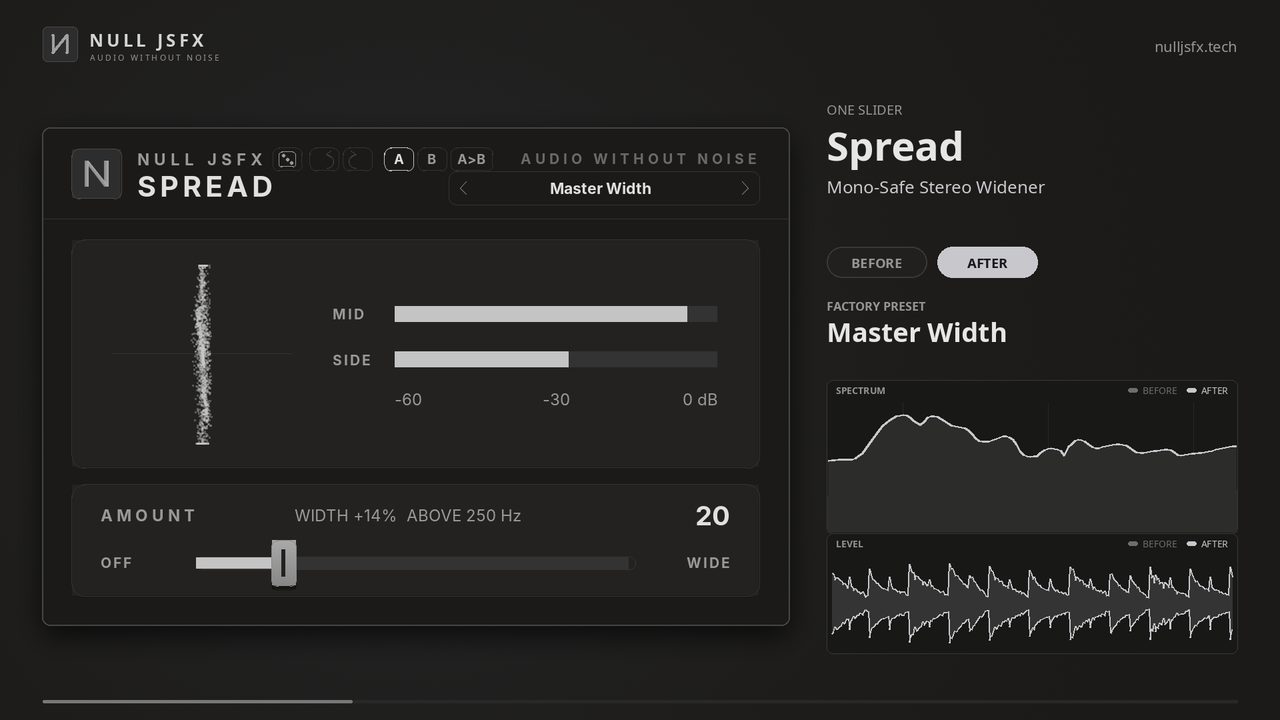 NULL JSFX
AUDIO WITHOUT NOISE
nulljsfx.tech
N
NULL JSFX
A
B
A>B
AUDIO WITHOUT NOISE
SPREAD
Master Width
MID
SIDE
-60 -30 0 dB
AMOUNT
WIDTH +14% ABOVE 250 Hz
20
OFF
WIDE
ONE SLIDER
Spread
Mono-Safe Stereo Widener
BEFORE
AFTER
FACTORY PRESET
Master Width
SPECTRUM
BEFORE
AFTER
LEVEL
BEFORE
AFTER